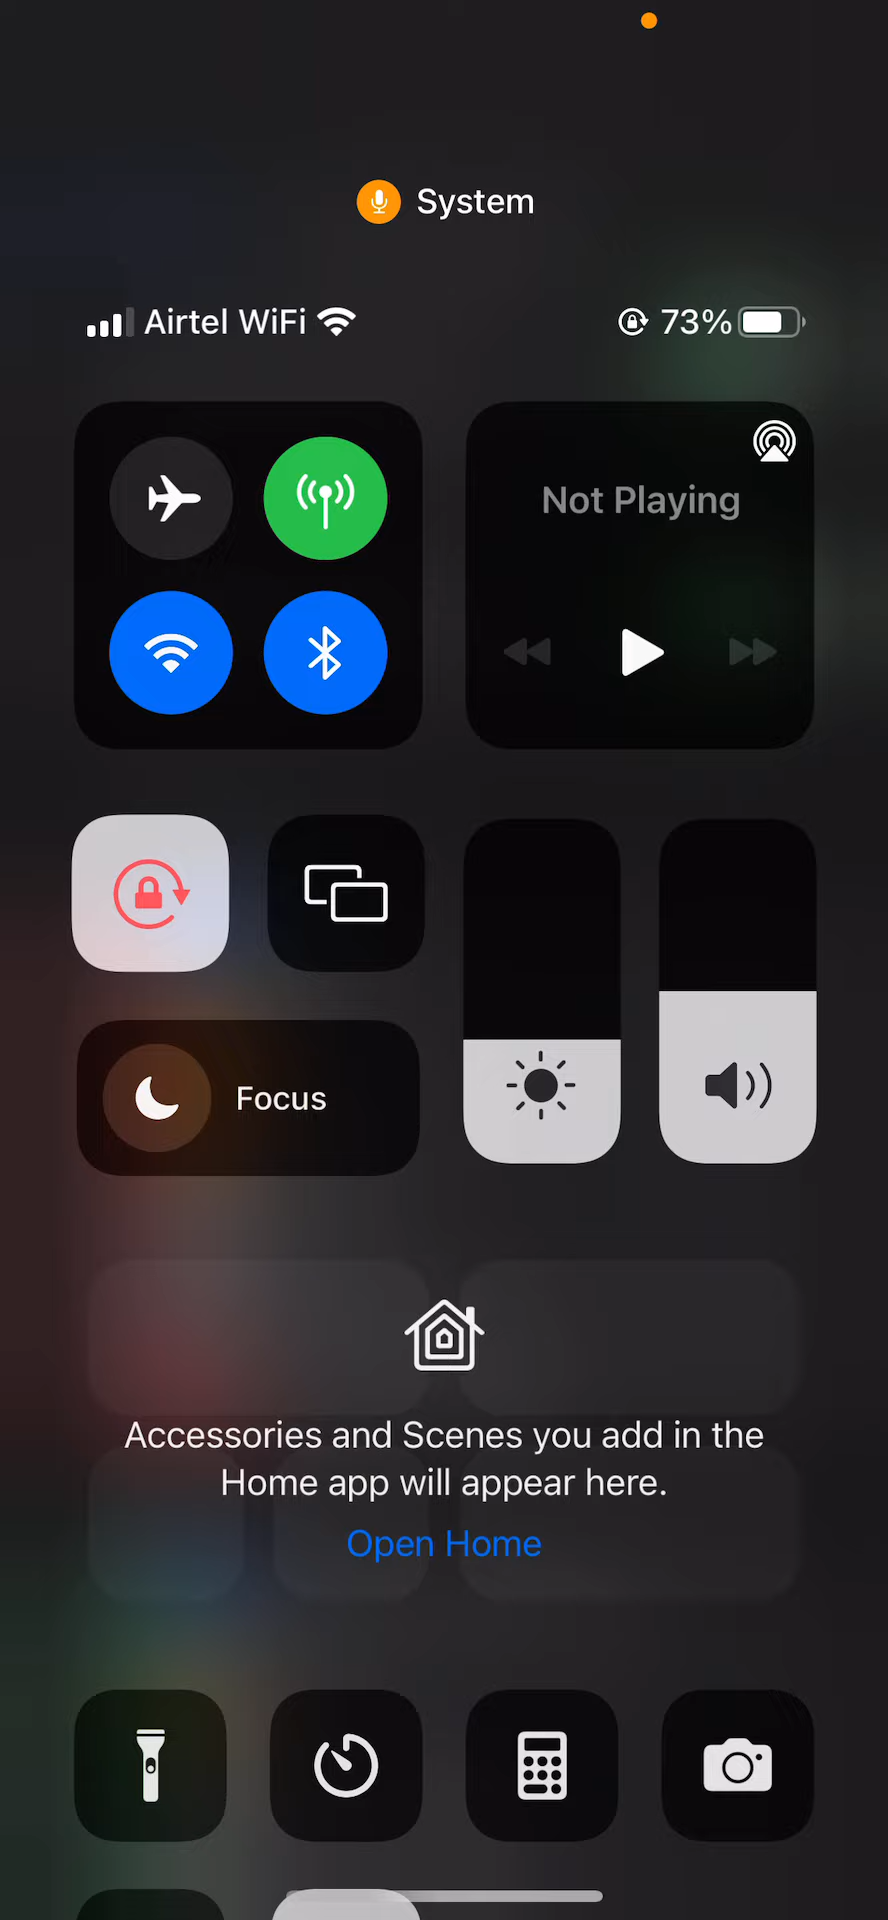 System
Airtel WiFi 73%
Not Playing
Focus
Accessories and Scenes you add in the
Home app will appear here.
Open Home